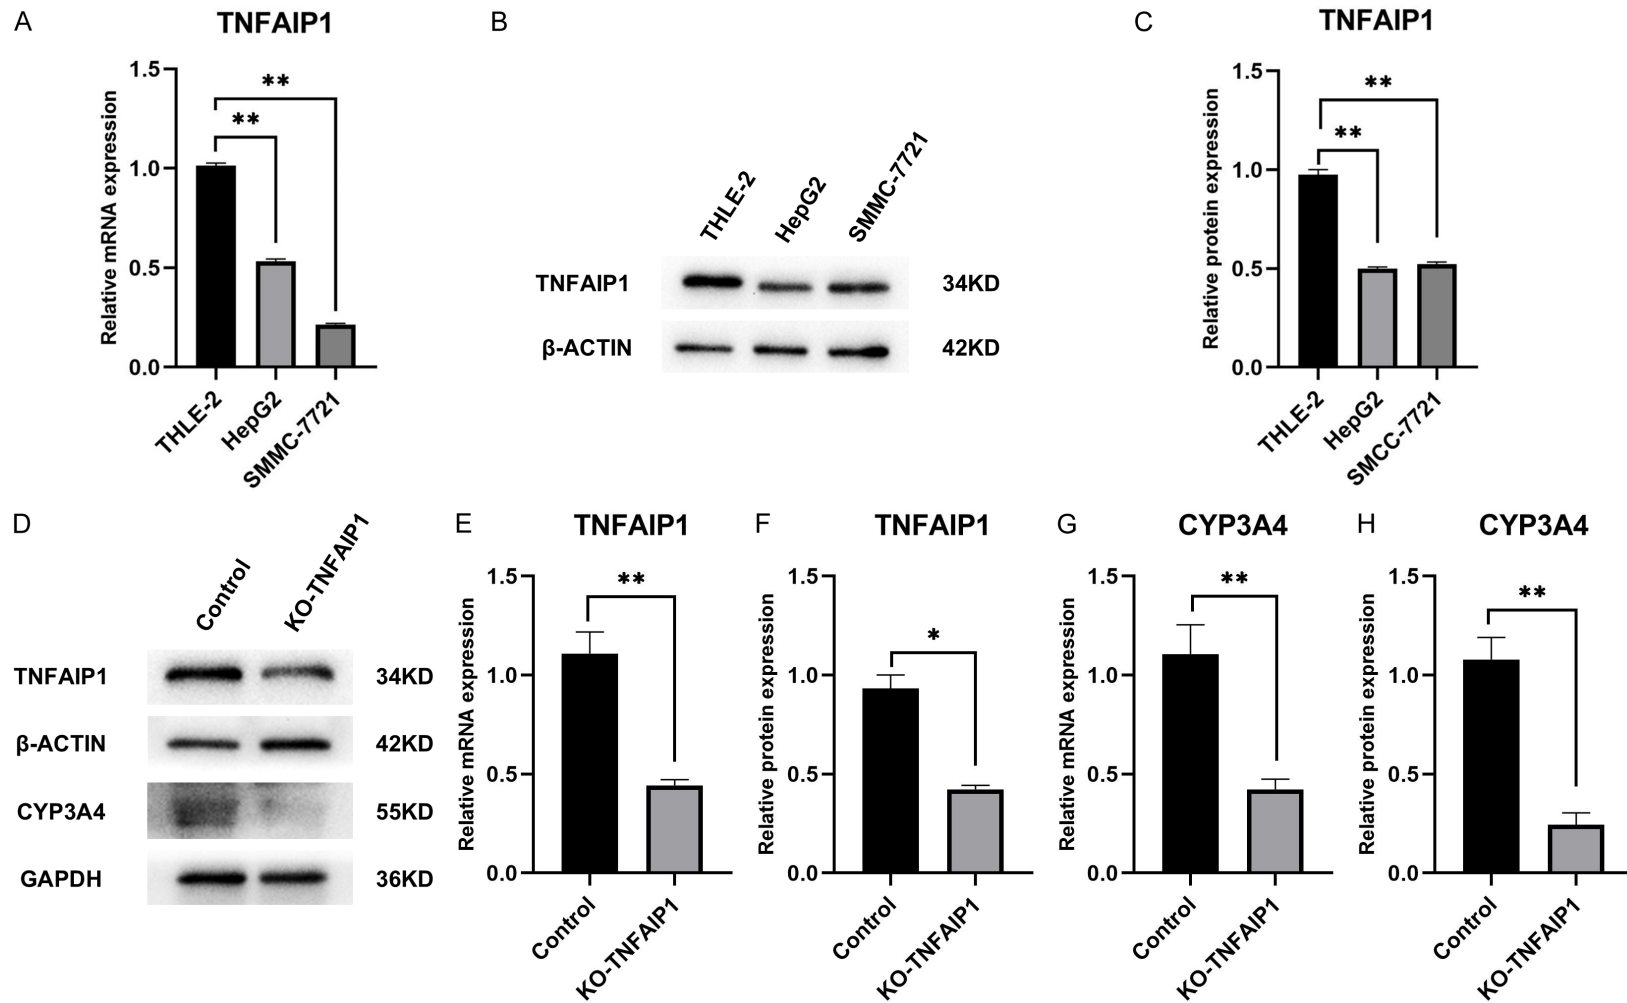 A
TNFAIP1
Relative mRNA expression
1.5
1.0
0.5
0.0
**
**
THLE-2
HepG2
SMMC-7721
B
THLE-2
HepG2
SMMC-7721
TNFAIP1
34KD
β-ACTIN
42KD
C
TNFAIP1
Relative protein expression
1.5
1.0
0.5
0.0
**
**
THLE-2
HepG2
SMCC-7721
D
Control
KO-TNFAIP1
TNFAIP1
34KD
β-ACTIN
42KD
CYP3A4
55KD
GAPDH
36KD
E
TNFAIP1
Relative mRNA expression
1.5
1.0
0.5
0.0
**
Control
KO-TNFAIP1
F
TNFAIP1
Relative protein expression
1.5
1.0
0.5
0.0
*
Control
KO-TNFAIP1
G
CYP3A4
Relative mRNA expression
1.5
1.0
0.5
0.0
**
Control
KO-TNFAIP1
H
CYP3A4
Relative protein expression
1.5
1.0
0.5
0.0
**
Control
KO-TNFAIP1